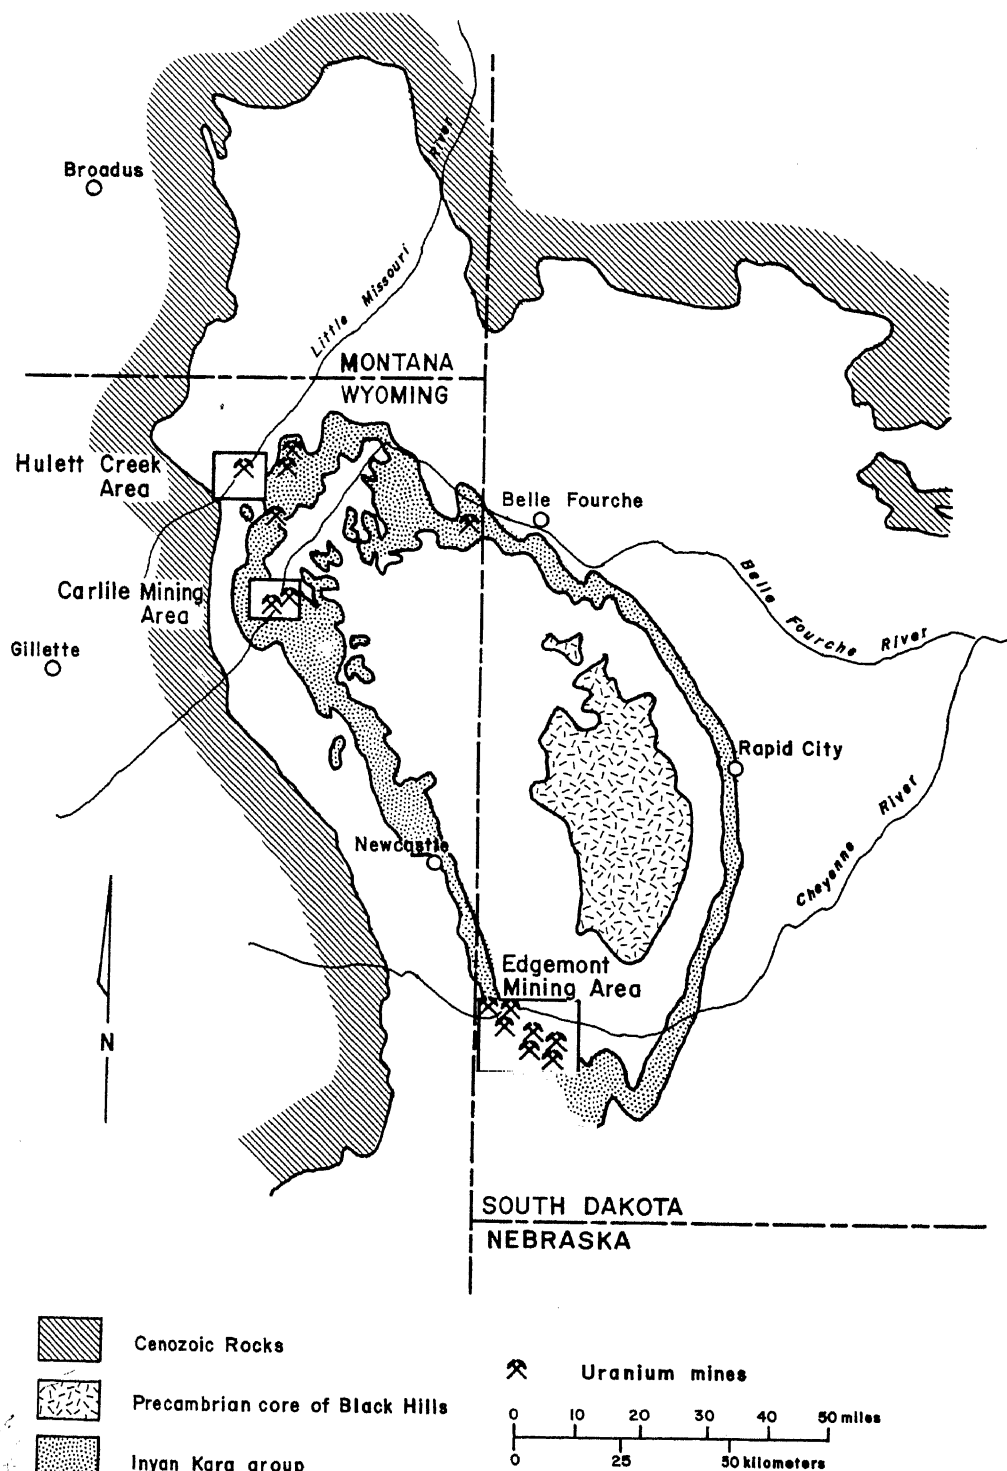 Broadus
River
Little Missouri
MONTANA
WYOMING
Hulett Creek
Area
Belle Fourche
Carlile Mining
Area
Belle Fourche River
Gillette
Rapid City
Newcastle
Cheyenne River
Edgemont
Mining Area
N
SOUTH DAKOTA
NEBRASKA
Cenozoic Rocks
Uranium mines
Precambrian core of Black Hills
0 10 20 30 40 50 miles
0 25 50 kilometers
Inyan Kara group